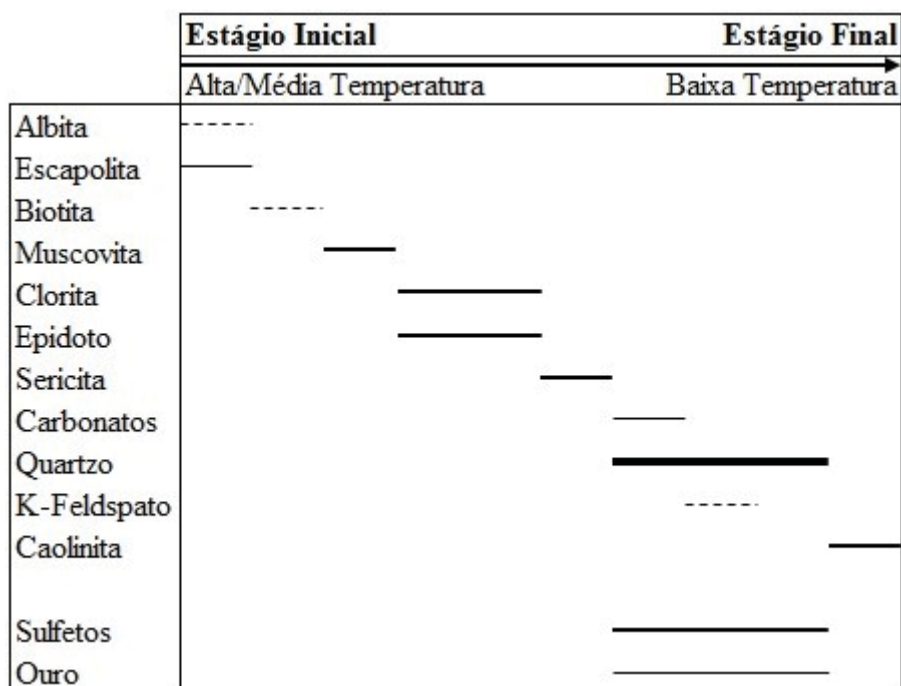 Estágio Inicial Estágio Final
Alta/Média Temperatura Baixa Temperatura
Albita
Escapolita
Biotita
Muscovita
Clorita
Epidoto
Sericita
Carbonatos
Quartzo
K-Feldspato
Caolinita
Sulfetos
Ouro